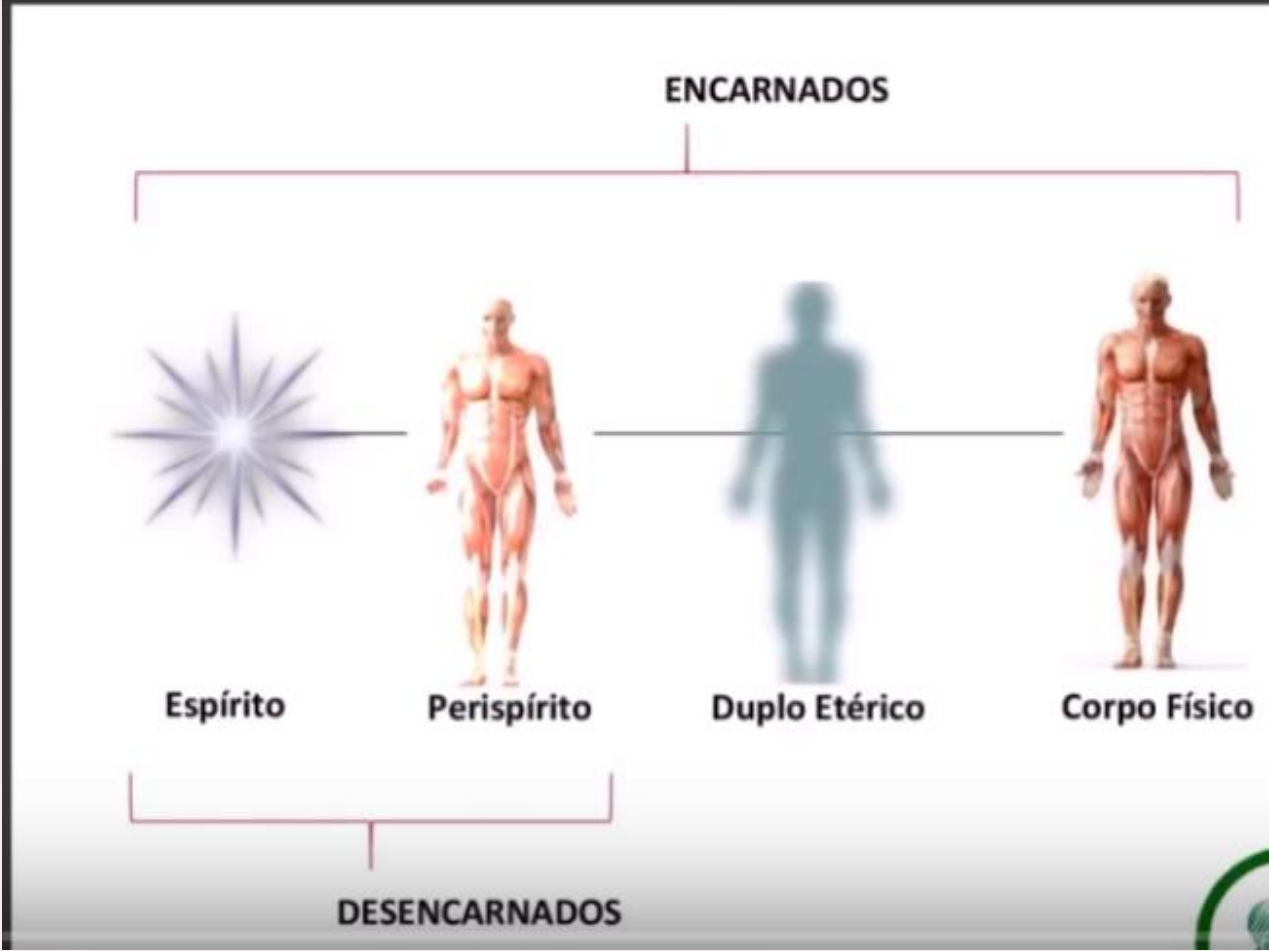 ENCARNADOS
Espírito
Perispírito
Duplo Etérico
Corpo Físico
DESENCARNADOS